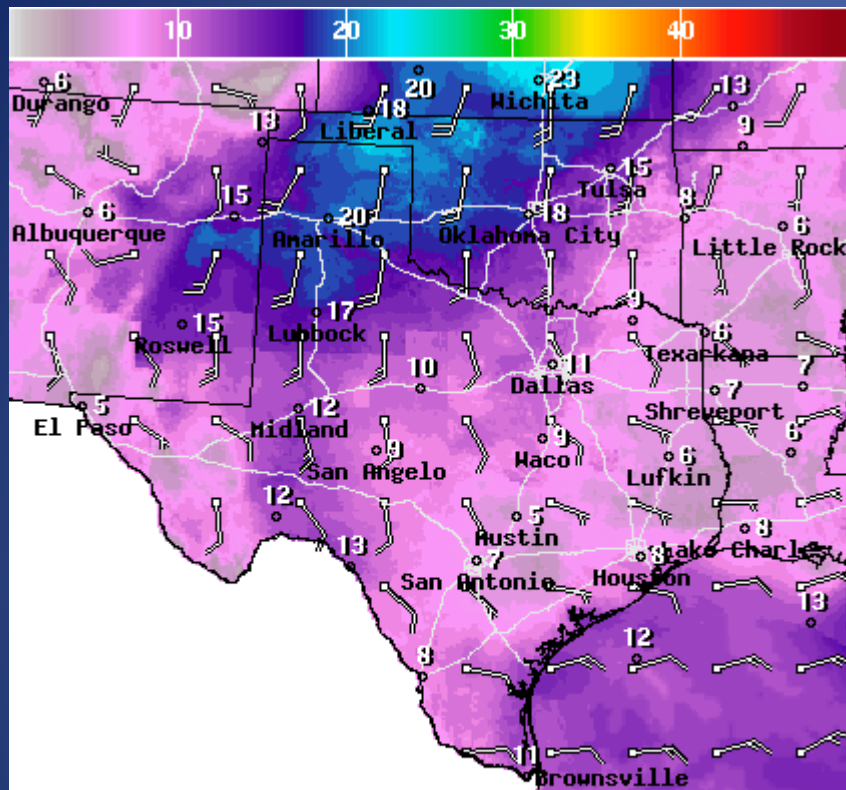 10 20 30 40
6 20 23 13
Durango Wichita
18
Liberal
13 9
15
Tulsa
6 15 20 18 8 6
Albuquerque Amarillo Oklahoma City Little Rock
17 9
15
Roswell Lubbock 6
Texarkana
11
10 Dallas 7 7
5 12 Shreveport
El Paso Midland
9 9 6 6
San Angelo Waco Lufkin
12 5 8
Austin
13 7 8 Lake Charles
San Antonio Houston
13
12
8
11
Brownsville